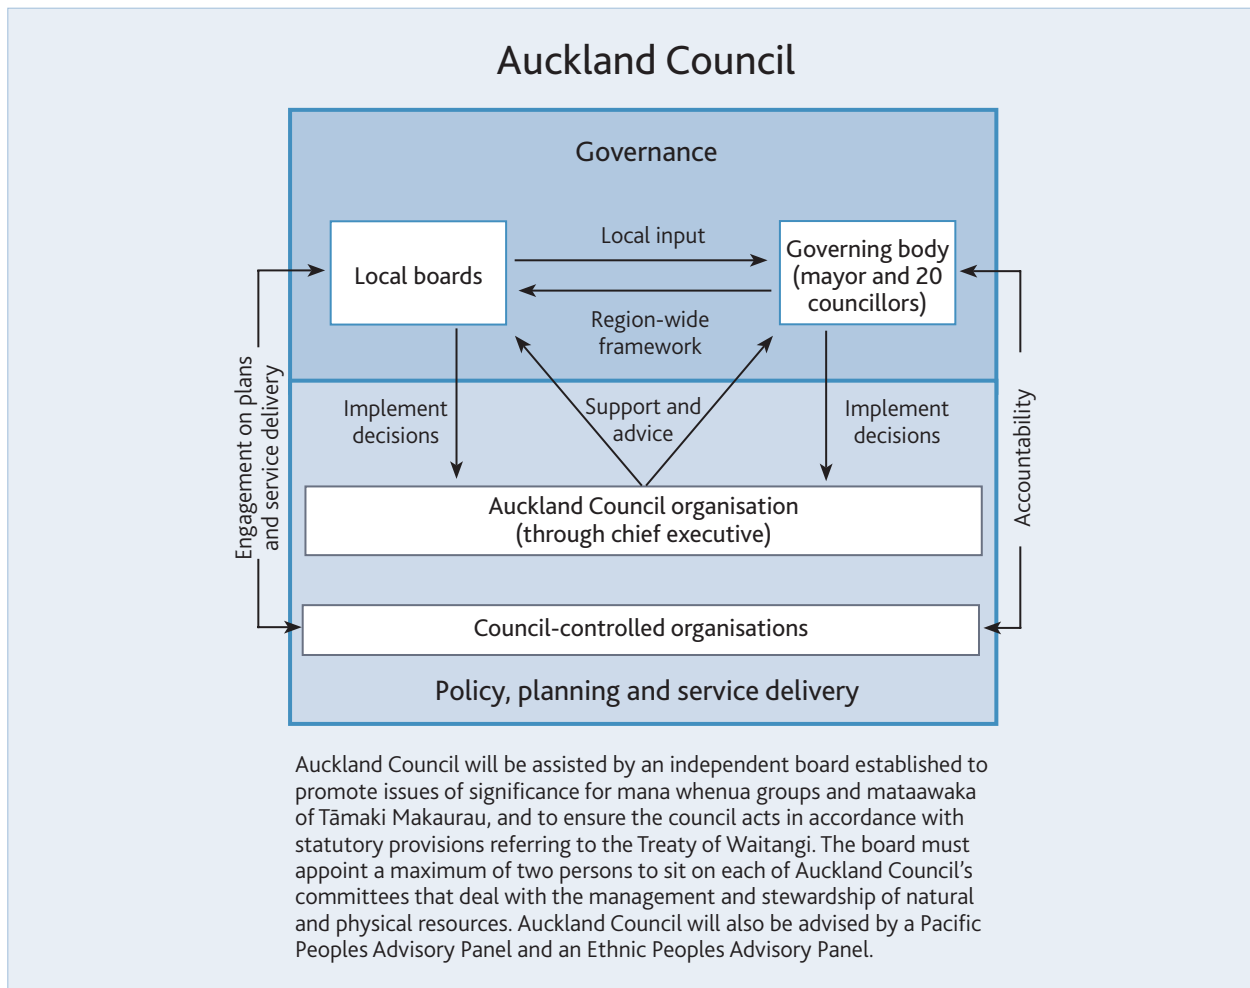 Auckland Council
Governance
Local boards
Local input
Region-wide
framework
Governing body
(mayor and 20
councillors)
Engagement on plans
and service delivery
Implement
decisions
Support and
advice
Implement
decisions
Accountability
Auckland Council organisation
(through chief executive)
Council-controlled organisations
Policy, planning and service delivery
Auckland Council will be assisted by an independent board established to
promote issues of significance for mana whenua groups and mataawaka
of Tāmaki Makaurau, and to ensure the council acts in accordance with
statutory provisions referring to the Treaty of Waitangi. The board must
appoint a maximum of two persons to sit on each of Auckland Council’s
committees that deal with the management and stewardship of natural
and physical resources. Auckland Council will also be advised by a Pacific
Peoples Advisory Panel and an Ethnic Peoples Advisory Panel.